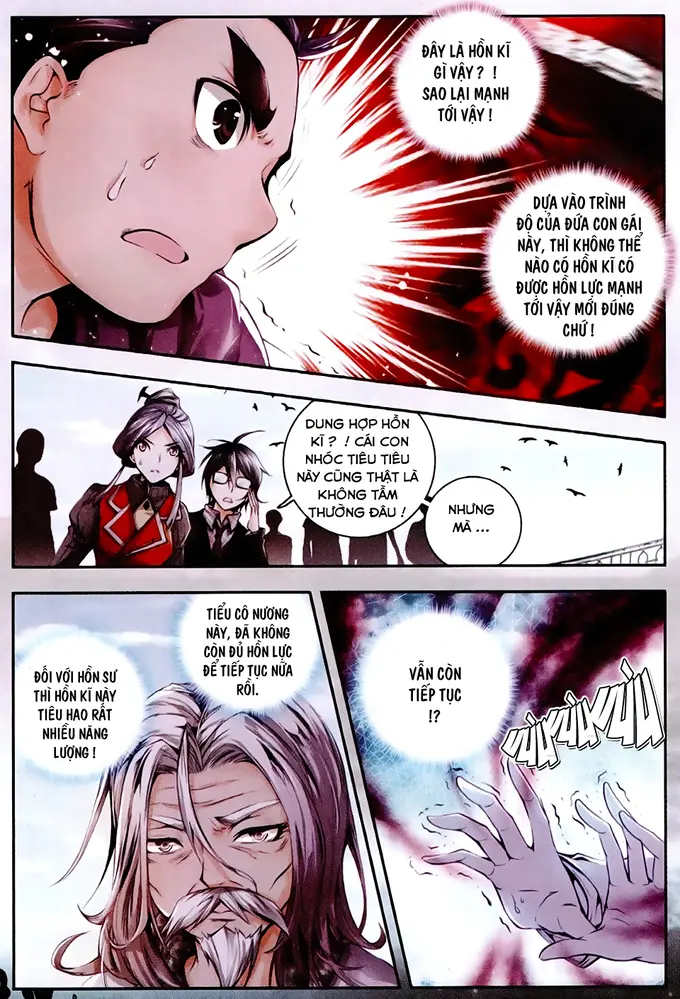 ĐÂY LÀ HỒN KĨ
GÌ VẬY ? !
SAO LẠI MẠNH
TỚI VẬY !
DỰA VÀO TRÌNH
ĐỘ CỦA ĐỨA CON GÁI
NÀY, THÌ KHÔNG THỂ
NÀO CÓ HỒN KĨ CÓ
ĐƯỢC HỒN LỰC MẠNH
TỚI VẬY MỚI ĐÚNG
CHỨ !
DUNG HỢP HỒN
KĨ ? ! CÁI CON
NHÓC TIÊU TIÊU
NÀY CŨNG THẬT LÀ
KHÔNG TẦM
THƯỜNG ĐÂU !
NHƯNG
MÀ ...
TIỂU CÔ NƯƠNG
NÀY, ĐÃ KHÔNG
CÒN ĐỦ HỒN LỰC
ĐỂ TIẾP TỤC NỮA
RỒI.
ĐỐI VỚI HỒN SƯ
THÌ HỒN KĨ NÀY
TIÊU HAO RẤT
NHIỀU NĂNG
LƯỢNG !
VẪN CÒN
TIẾP TỤC
!?